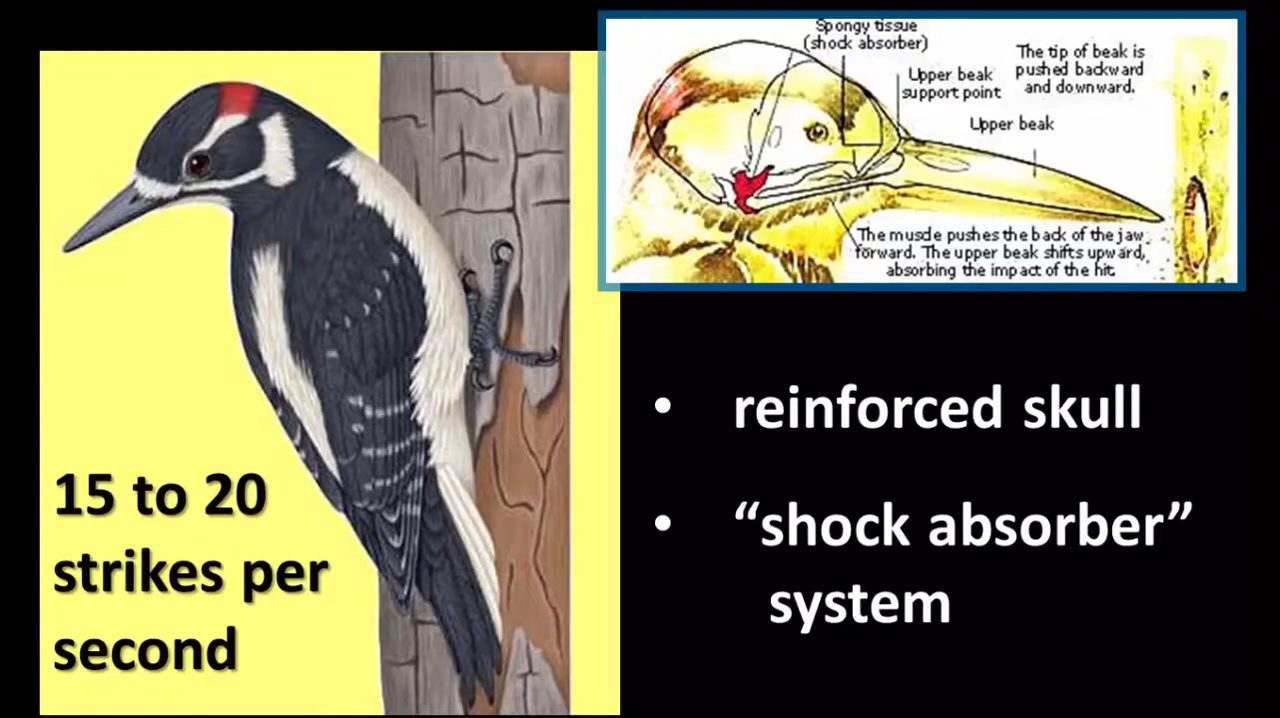 Spongy tissue
(shock absorber)
The tip of beak is
pushed backward
and downward.
Upper beak
support point
Upper beak
The muscle pushes the back of the jaw
forward. The upper beak shifts upward,
absorbing the impact of the hit.
15 to 20
strikes per
second
• reinforced skull
• “shock absorber”
system